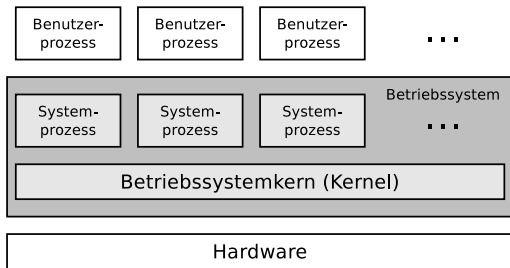 Benutzer-
prozess
Benutzer-
prozess
Benutzer-
prozess
...
Betriebssystem
System-
prozess
System-
prozess
System-
prozess
...
Betriebssystemkern (Kernel)
Hardware